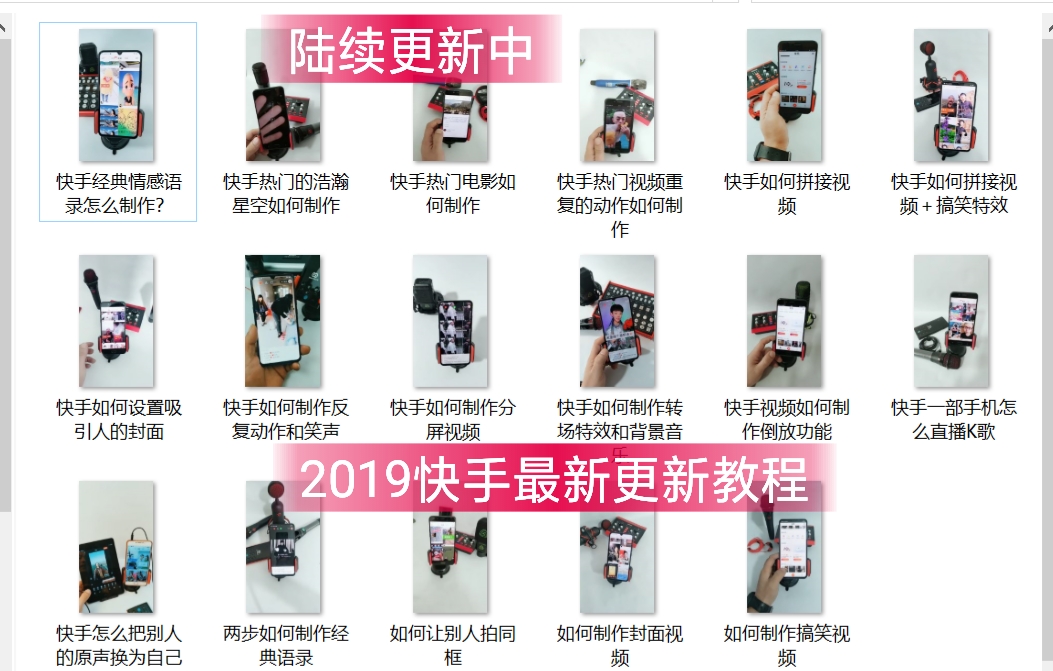 陆续更新中
快手经典情感语
录怎么制作?
快手热门的浩瀚
星空如何制作
快手热门电影如
何制作
快手热门视频重
复的动作如何制
作
快手如何拼接视
频
快手如何拼接视
频+搞笑特效
快手如何设置吸
引人的封面
快手如何制作反
复动作和笑声
快手如何制作分
屏视频
快手如何制作转
场特效和背景音
乐
快手视频如何制
作倒放功能
快手一部手机怎
么直播K歌
2019快手最新更新教程
快手怎么把别人
的原声换为自己
两步如何制作经
典语录
如何让别人拍同
框
如何制作封面视
频
如何制作搞笑视
频